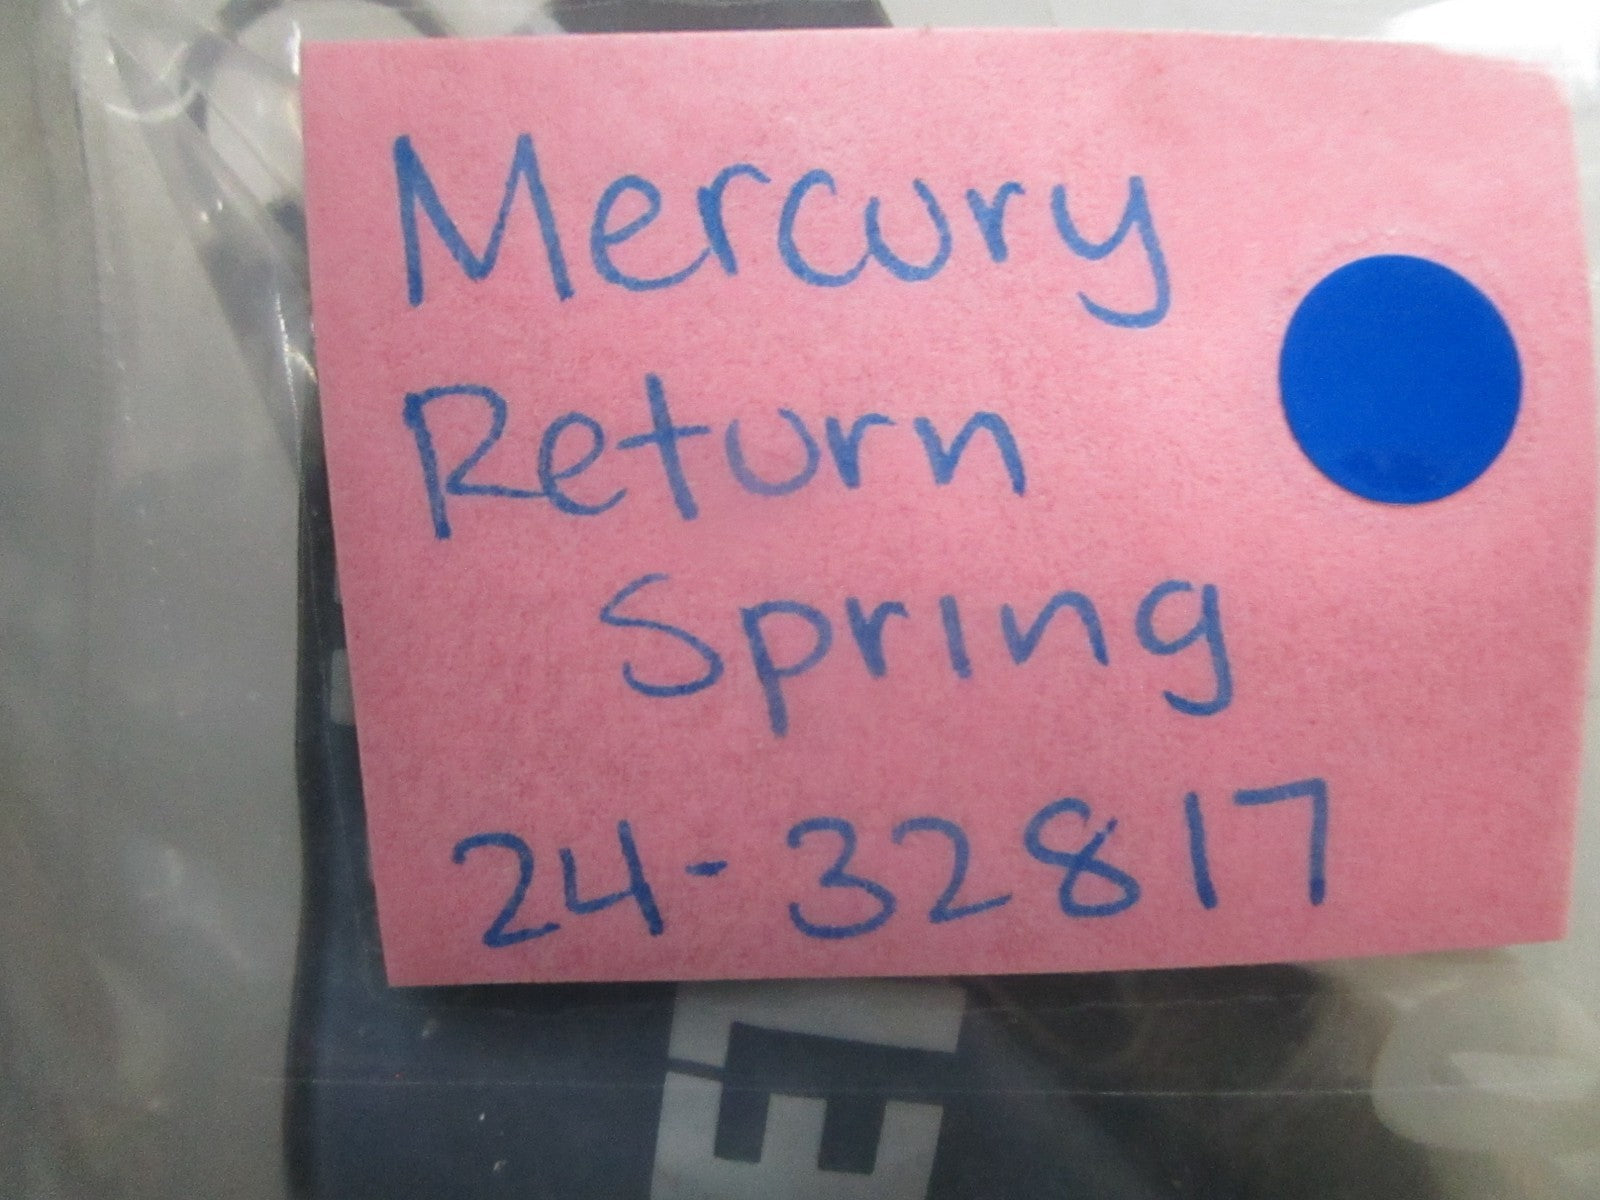 Mercury
Return
Spring
24-32817